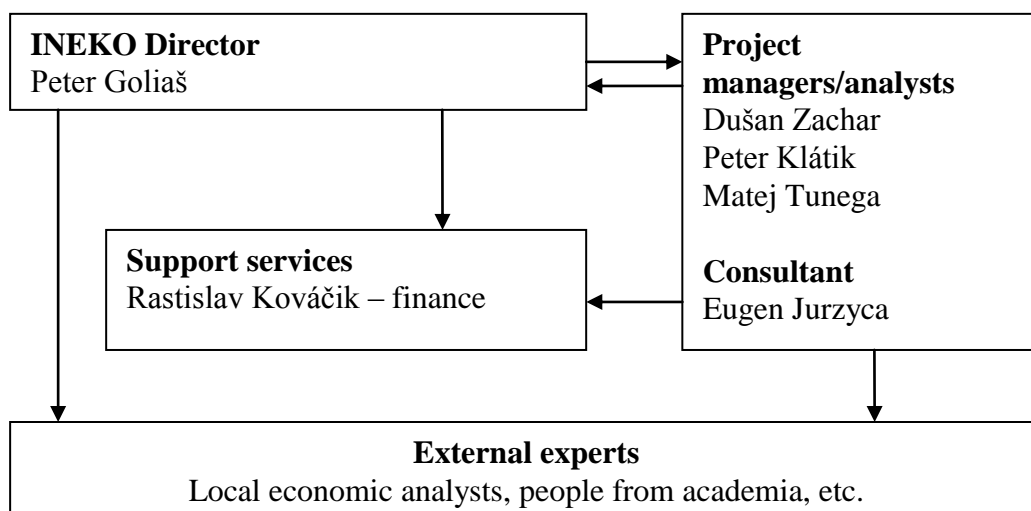 INEKO Director
Peter Goliaš
Project
managers/analysts
Dušan Zachar
Peter Klátik
Matej Tunega
Consultant
Eugen Jurzyca
Support services
Rastislav Kováčik – finance
External experts
Local economic analysts, people from academia, etc.